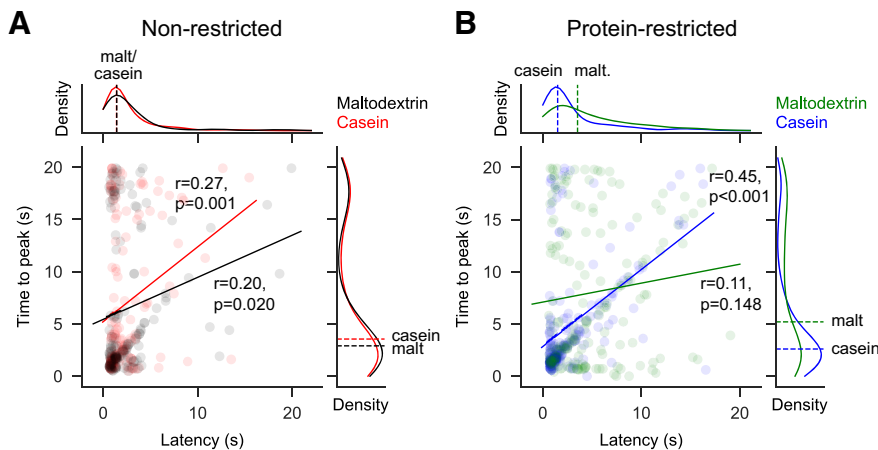 A
Non-restricted
malt/
casein
Density
Maltodextrin
Casein
20
15
10
5
0
Time to peak (s)
r=0.27,
p=0.001
r=0.20,
p=0.020
casein
malt
0
10
20
Latency (s)
Density
B
Protein-restricted
casein
malt.
Density
Maltodextrin
Casein
20
15
10
5
0
Time to peak (s)
r=0.45,
p<0.001
r=0.11,
p=0.148
malt
casein
0
10
20
Latency (s)
Density